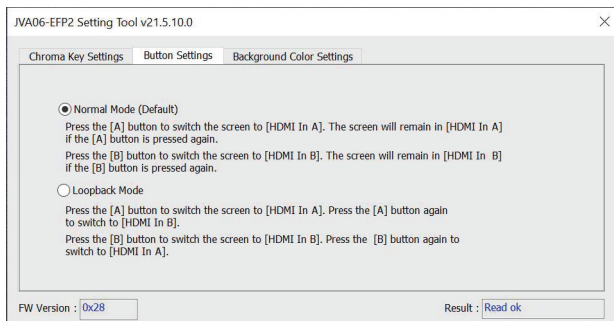 JVA06-EFP2 Setting Tool v21.5.10.0
Chroma Key Settings Button Settings Background Color Settings
Normal Mode (Default)
Press the [A] button to switch the screen to [HDMI In A]. The screen will remain in [HDMI In A]
if the [A] button is pressed again.
Press the [B] button to switch the screen to [HDMI In B]. The screen will remain in [HDMI In B]
if the [B] button is pressed again.
Loopback Mode
Press the [A] button to switch the screen to [HDMI In A]. Press the [A] button again
to switch to [HDMI In B].
Press the [B] button to switch the screen to [HDMI In B]. Press the [B] button again to
switch to [HDMI In A].
FW Version : 0x28 Result : Read ok